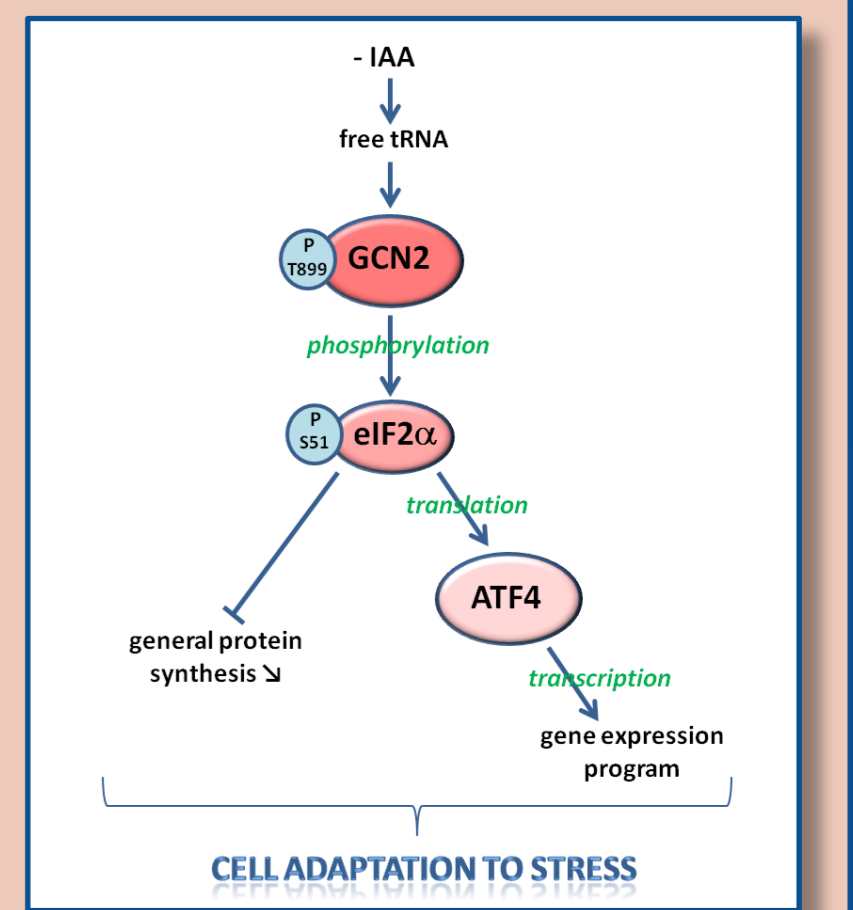 - IAA
free tRNA
P
T899
GCN2
phosphorylation
P
S51
eIF2α
translation
ATF4
general protein
synthesis ↘
transcription
gene expression
program
CELL ADAPTATION TO STRESS